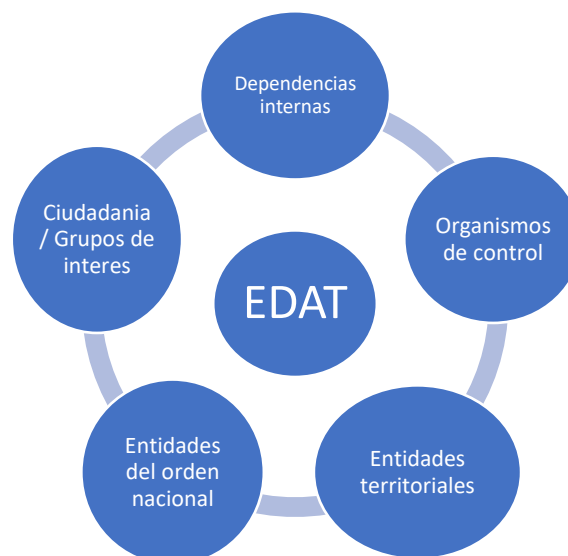 Dependencias
internas
Organismos
de control
Entidades
territoriales
Entidades
del orden
nacional
Ciudadania
/ Grupos de
interes
EDAT